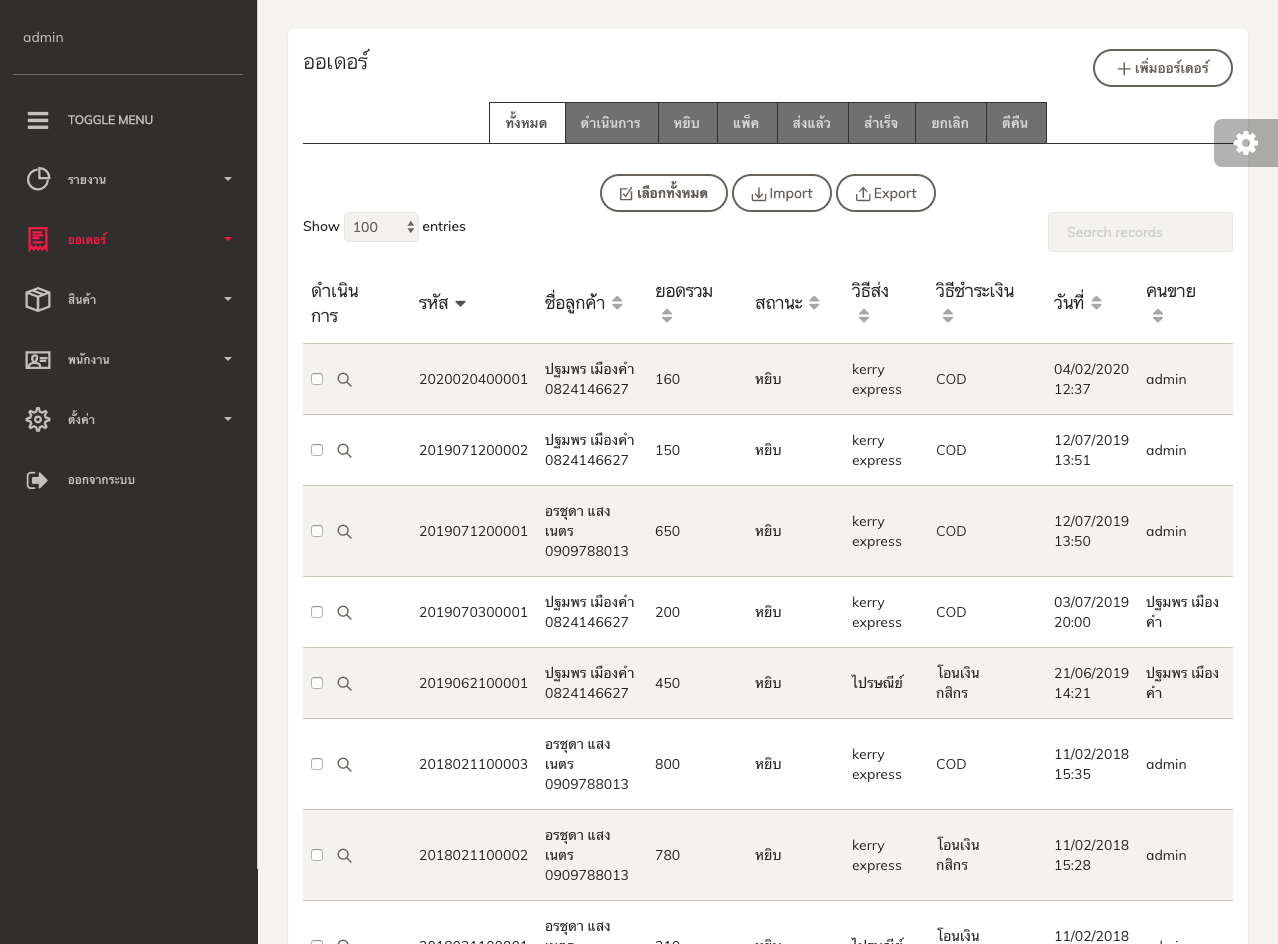 admin
TOGGLE MENU
รายงาน
ออเดอร์
สินค้า
พนักงาน
ตั้งค่า
ออกจากระบบ
ออเดอร์
เพิ่มออร์เดอร์
ทั้งหมด ดำเนินการ หยิบ แพ็ค ส่งแล้ว สำเร็จ ยกเลิก ตีคืน
เลือกทั้งหมด Import Export
Show 100 entries
Search records
ดำเนิน
การ
รหัส
ชื่อลูกค้า
ยอดรวม
สถานะ
วิธีส่ง
วิธีชำระเงิน
วันที่
คนขาย
2020020400001
ปฐมพร เมืองคำ
0824146627
160
หยิบ
kerry
express
COD
04/02/2020
12:37
admin
2019071200002
ปฐมพร เมืองคำ
0824146627
150
หยิบ
kerry
express
COD
12/07/2019
13:51
admin
2019071200001
อรชุดา แสง
เนตร
0909788013
650
หยิบ
kerry
express
COD
12/07/2019
13:50
admin
2019070300001
ปฐมพร เมืองคำ
0824146627
200
หยิบ
kerry
express
COD
03/07/2019
20:00
ปฐมพร เมือง
คำ
2019062100001
ปฐมพร เมืองคำ
0824146627
450
หยิบ
ไปรษณีย์
โอนเงิน
กสิกร
21/06/2019
14:21
ปฐมพร เมือง
คำ
2018021100003
อรชุดา แสง
เนตร
0909788013
800
หยิบ
kerry
express
COD
11/02/2018
15:35
admin
2018021100002
อรชุดา แสง
เนตร
0909788013
780
หยิบ
kerry
express
โอนเงิน
กสิกร
11/02/2018
15:28
admin
อรชุดา แสง
โอนเงิน
11/02/2018